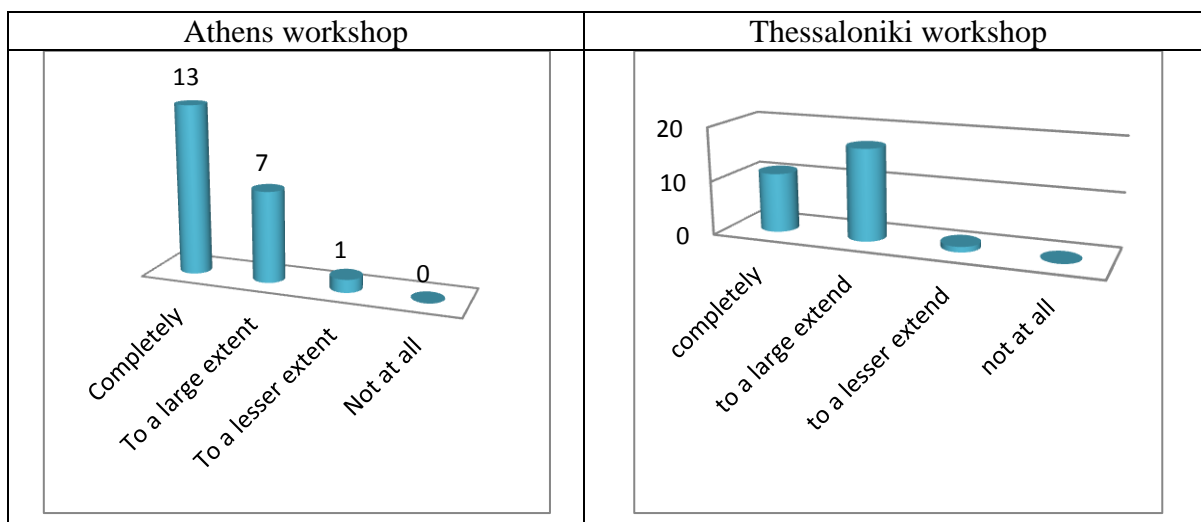 Athens workshop
Thessaloniki workshop
13
7
1
0
Completely
To a large extent
To a lesser extent
Not at all
20
10
0
completely
to a large extend
to a lesser extend
not at all